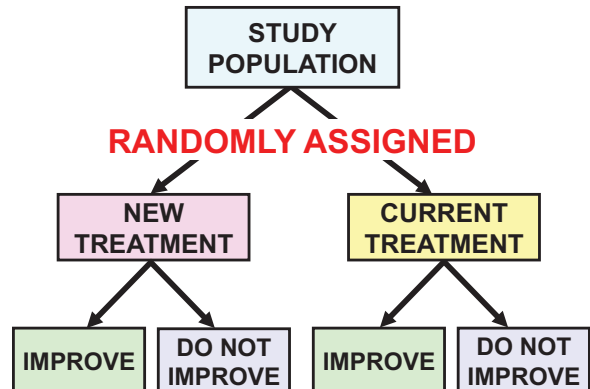 STUDY
POPULATION
RANDOMLY ASSIGNED
NEW
TREATMENT
CURRENT
TREATMENT
IMPROVE
DO NOT
IMPROVE
IMPROVE
DO NOT
IMPROVE